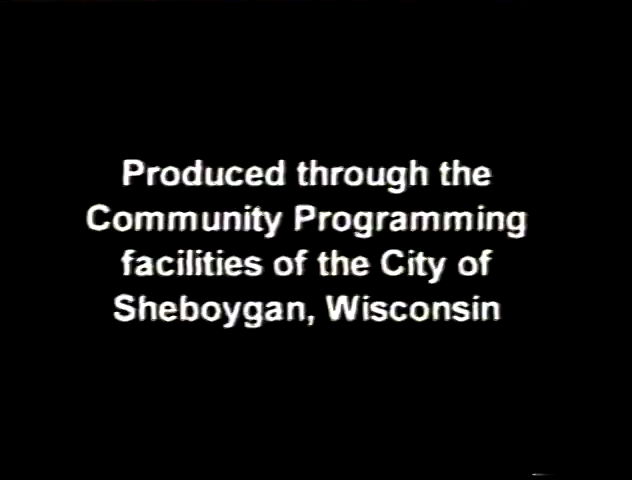 Produced through the
Community Programming
facilities of the City of
Sheboygan, Wisconsin